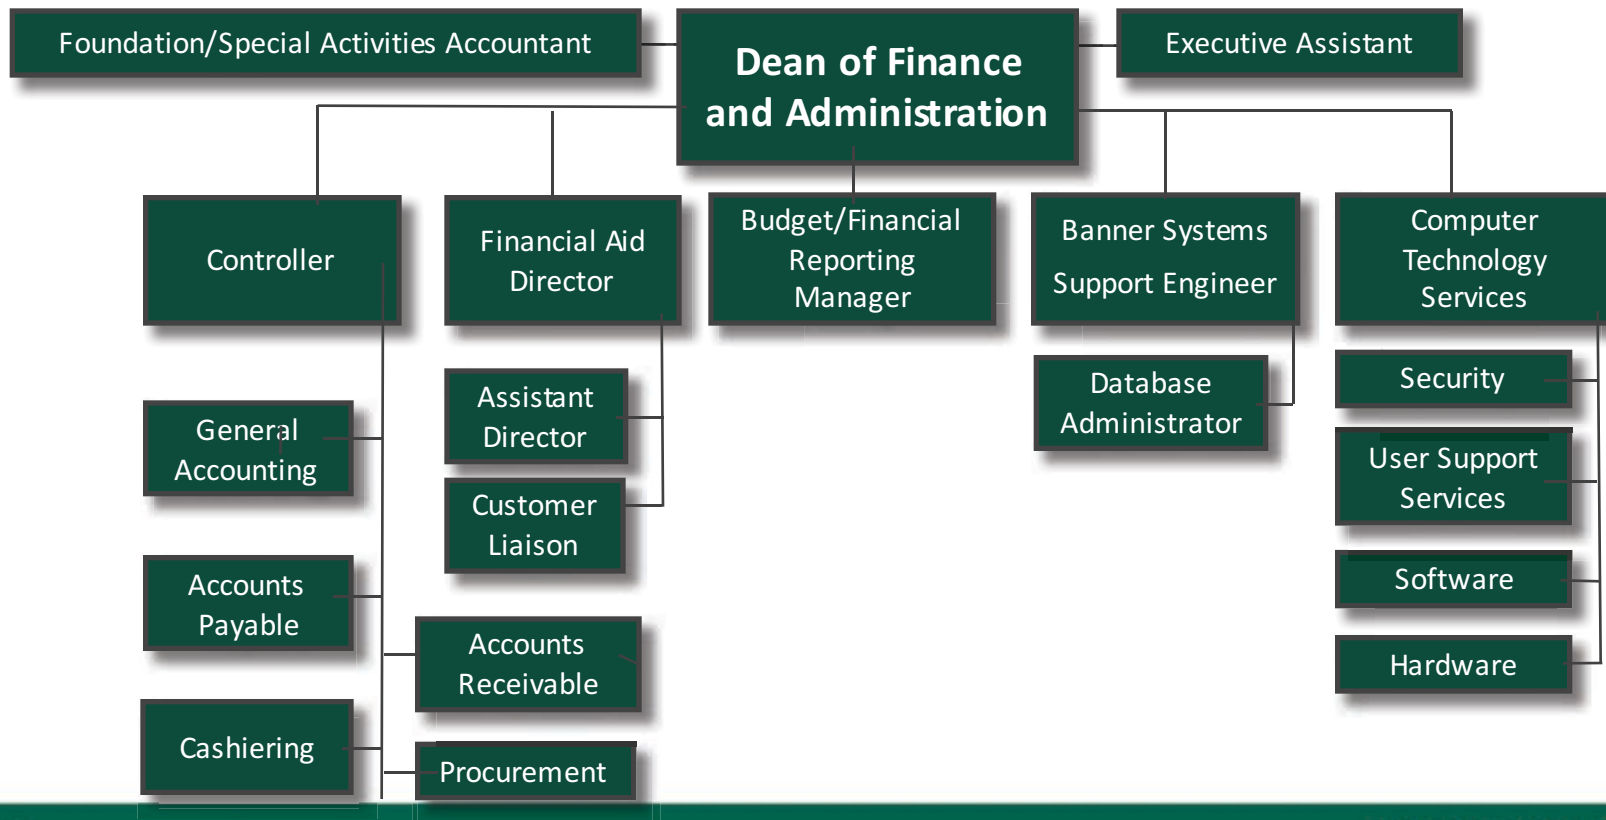 Foundation/Special Activities Accountant
Dean of Finance
and Administration
Executive Assistant
Controller
Financial Aid
Director
Budget/Financial
Reporting
Manager
Banner Systems
Support Engineer
Computer
Technology
Services
General
Accounting
Accounts
Payable
Cashiering
Accounts
Receivable
Procurement
Assistant
Director
Customer
Liaison
Database
Administrator
Security
User Support
Services
Software
Hardware